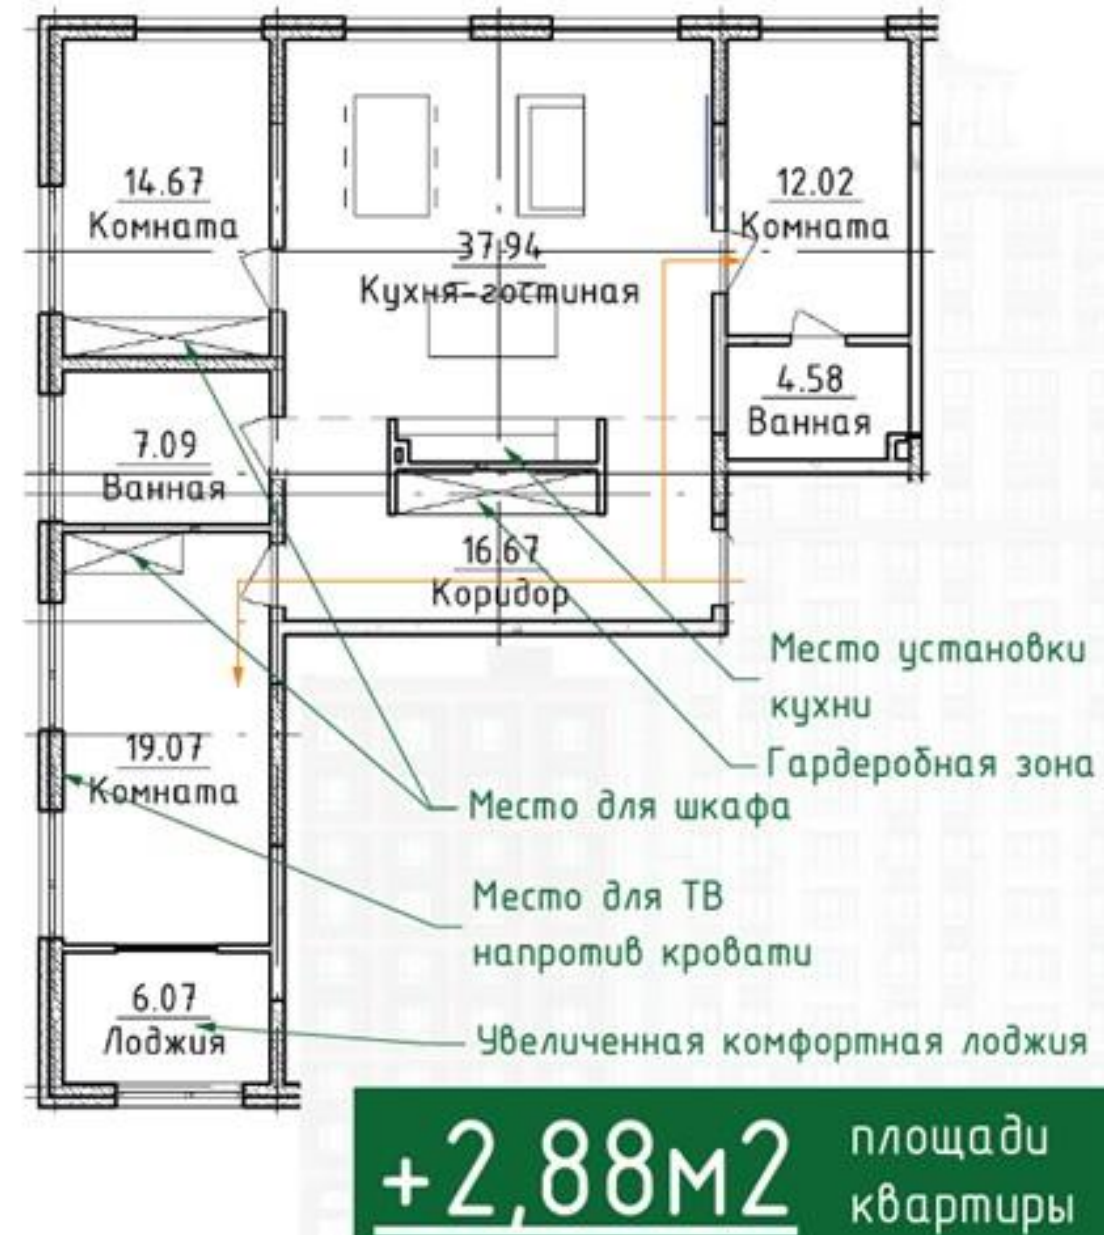 14.67
Комната
37.94
Кухня-гостиная
12.02
Комната
4.58
Ванная
7.09
Ванная
16.67
Коридор
Место установки
кухни
Гардеробная зона
19.07
Комната
Место для шкафа
Место для ТВ
напротив кровати
6.07
Лоджия
Увеличенная комфортная лоджия
+2,88м2
площади
квартиры